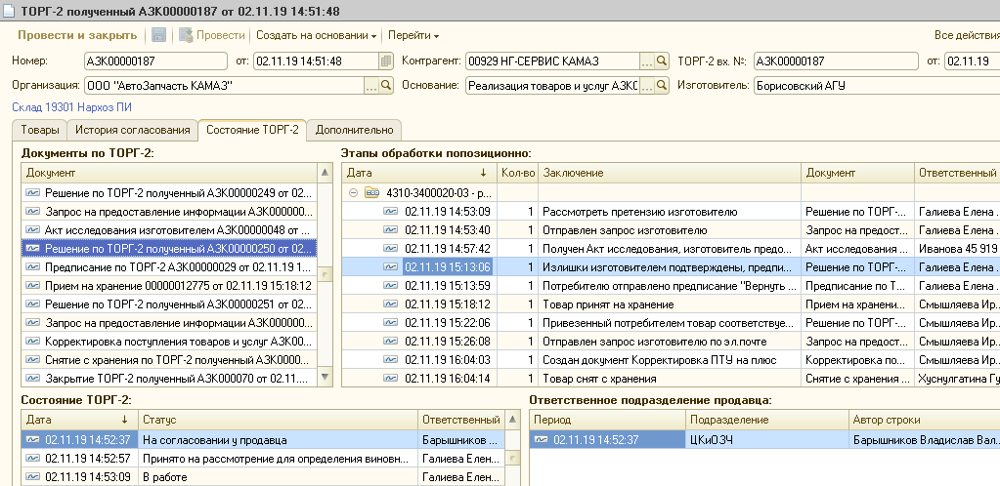 ТОРГ-2 полученный АЗК00000187 от 02.11.19 14:51:48
Провести и закрыть Провести Создать на основании Перейти Все действия
Номер: АЗК00000187 от: 02.11.19 14:51:48 Контрагент: 00929 НГ-СЕРВИС КАМАЗ ... ТОРГ-2 вх. №: АЗК00000187 от: 02.11.19
Организация: ООО "АвтоЗапчасть КАМАЗ" ... Основание: Реализация товаров и услуг АЗК0 ... Изготовитель: Борисовский АГУ
Склад 19301 Нархоз ПИ
Товары История согласования Состояние ТОРГ-2 Дополнительно
Документы по ТОРГ-2:
Документ
Решение по ТОРГ-2 полученный АЗК00000249 от 02...
Запрос на предоставление информации АЗК000000...
Акт исследования изготовителем АЗК00000048 от ...
Решение по ТОРГ-2 полученный АЗК00000250 от 02...
Предписание по ТОРГ-2 АЗК00000029 от 02.11.19 1...
Прием на хранение 00000012775 от 02.11.19 15:18:12
Решение по ТОРГ-2 полученный АЗК00000251 от 02...
Запрос на предоставление информации АЗК000000...
Корректировка поступления товаров и услуг АЗК00...
Снятие с хранения по ТОРГ-2 полученный АЗК0000...
Закрытие ТОРГ-2 полученный АЗК000070 от 02.11....
Этапы обработки попозиционно:
Дата ↓ Кол-во Заключение Документ Ответственный
4310-3400020-03 - р...
02.11.19 14:53:09 1 Рассмотреть претензию изготовителю Решение по ТОРГ-... Галиева Елена ...
02.11.19 14:53:40 1 Отправлен запрос изготовителю Запрос на предост... Галиева Елена ...
02.11.19 14:57:42 1 Получен Акт исследования, изготовитель предо... Акт исследования ... Иванова 45 919
02.11.19 15:13:06 1 Излишки изготовителем подтверждены, предпи... Решение по ТОРГ-... Галиева Елена ...
02.11.19 15:13:59 1 Потребителю отправлено предписание "Вернуть ... Предписание по Т... Галиева Елена ...
02.11.19 15:18:12 1 Товар принят на хранение Прием на хранени... Смышляева Ир...
02.11.19 15:22:06 1 Привезенный потребителем товар соответствуе... Решение по ТОРГ-... Смышляева Ир...
02.11.19 15:26:08 1 Отправлен запрос изготовителю по эл.почте Запрос на предост... Смышляева Ир...
02.11.19 16:04:03 1 Создан документ Корректировка ПТУ на плюс Корректировка по... Смышляева Ир...
02.11.19 16:04:14 1 Товар снят с хранения Снятие с хранения ... Хуснулгатина Гу
Состояние ТОРГ-2:
Дата ↓ Статус Ответственный
02.11.19 14:52:37 На согласовании у продавца Барышников ...
02.11.19 14:52:57 Принято на рассмотрение для определения виновн... Галиева Елен...
02.11.19 14:53:09 В работе Галиева Елен...
Ответственное подразделение продавца:
Период Подразделение Автор строки
02.11.19 14:52:37 ЦКиОЗЧ Барышников Владислав Вал...